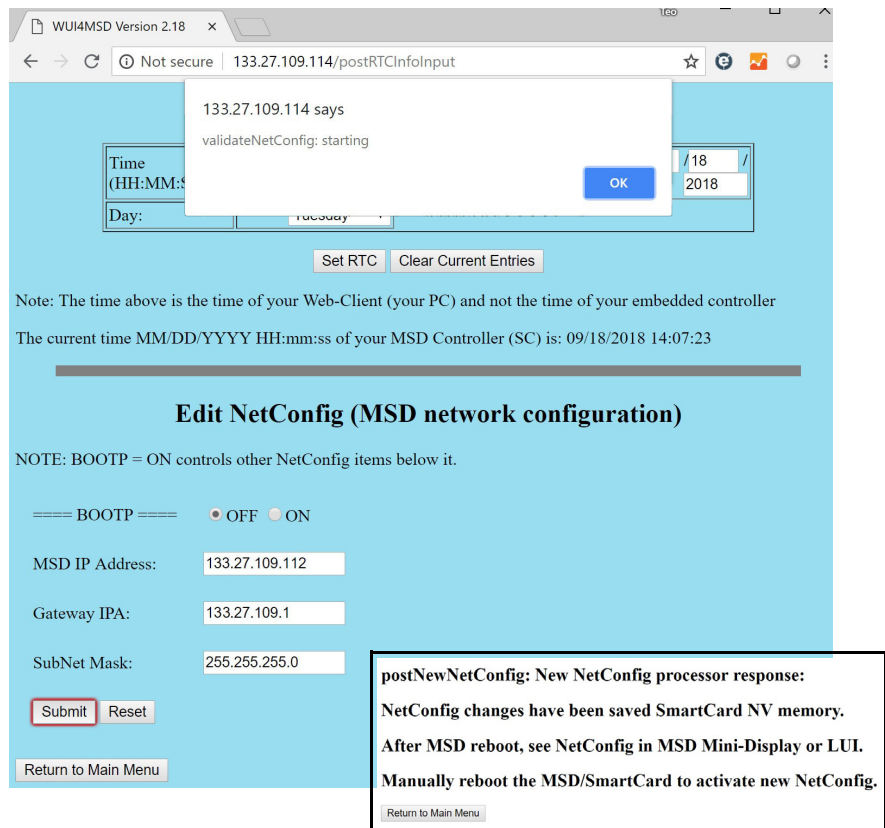 Teo
WUI4MSD Version 2.18
Not secure 133.27.109.114/postRTCInfoInput
133.27.109.114 says
validateNetConfig: starting
OK
Time
(HH:MM:S
/ 18 /
2018
Day:
Tuesday
Set RTC Clear Current Entries
Note: The time above is the time of your Web-Client (your PC) and not the time of your embedded controller
The current time MM/DD/YYYY HH:mm:ss of your MSD Controller (SC) is: 09/18/2018 14:07:23
Edit NetConfig (MSD network configuration)
NOTE: BOOTP = ON controls other NetConfig items below it.
==== BOOTP ==== OFF ON
MSD IP Address: 133.27.109.112
Gateway IPA: 133.27.109.1
SubNet Mask: 255.255.255.0
Submit Reset
Return to Main Menu
postNewNetConfig: New NetConfig processor response:
NetConfig changes have been saved SmartCard NV memory.
After MSD reboot, see NetConfig in MSD Mini-Display or LUI.
Manually reboot the MSD/SmartCard to activate new NetConfig.
Return to Main Menu